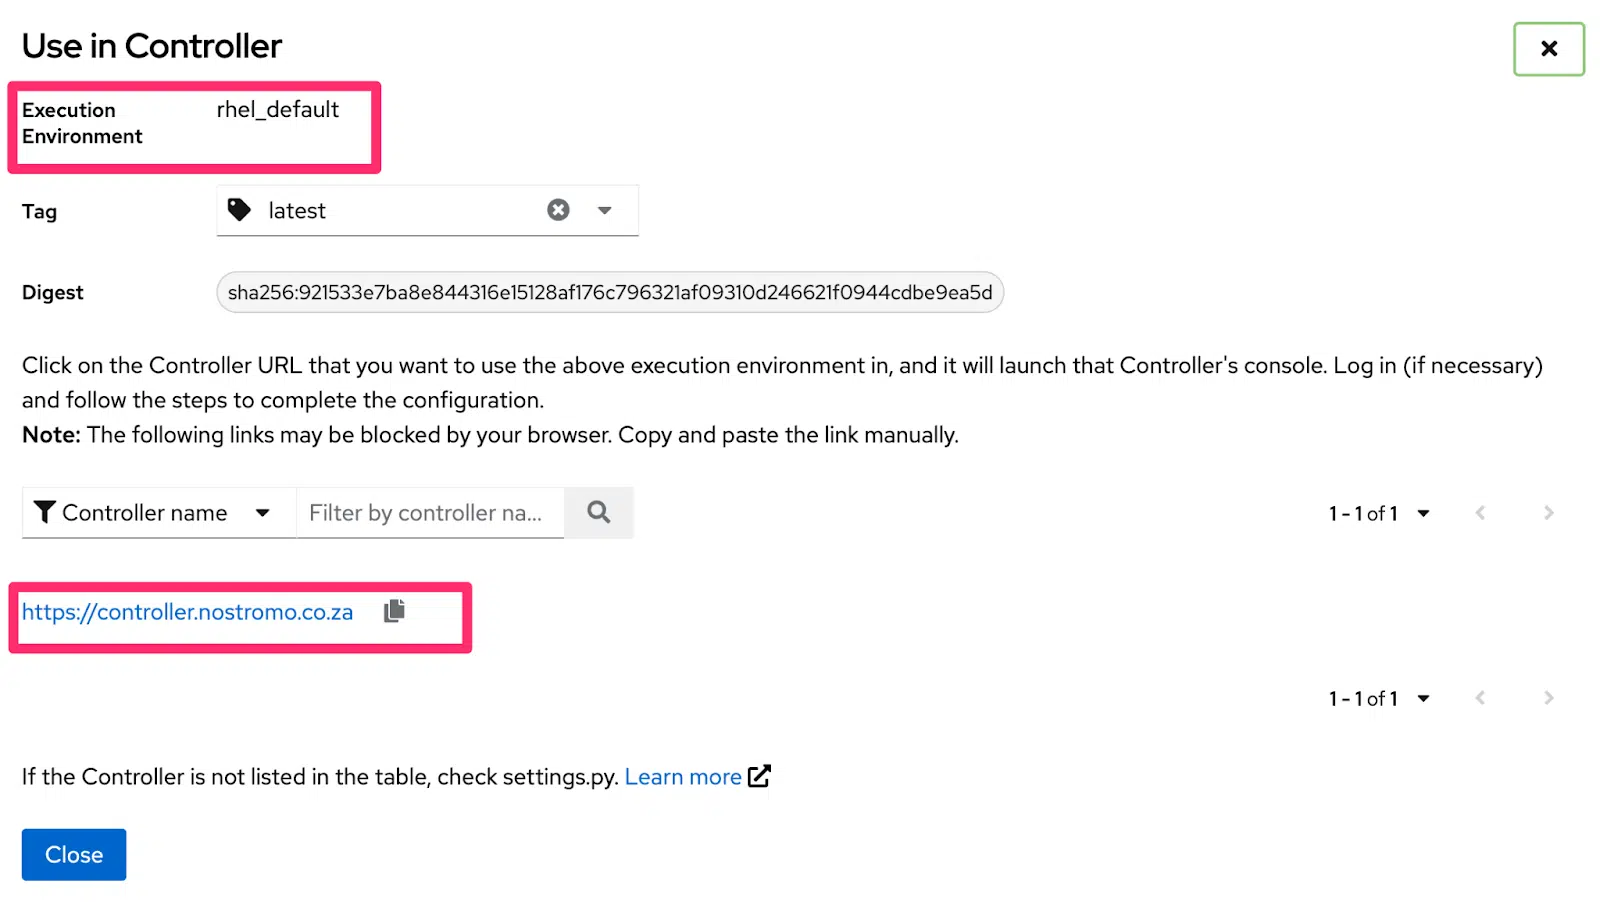 Use in Controller
Execution Environment rhel_default
Tag latest
Digest sha256:921533e7ba8e844316e15128af176c796321af09310d246621f0944cdbe9ea5d
Click on the Controller URL that you want to use the above execution environment in, and it will launch that Controller's console. Log in (if necessary)
and follow the steps to complete the configuration.
Note: The following links may be blocked by your browser. Copy and paste the link manually.
Controller name Filter by controller na... 1 - 1 of 1
https://controller.nostromo.co.za
1 - 1 of 1
If the Controller is not listed in the table, check settings.py. Learn more
Close